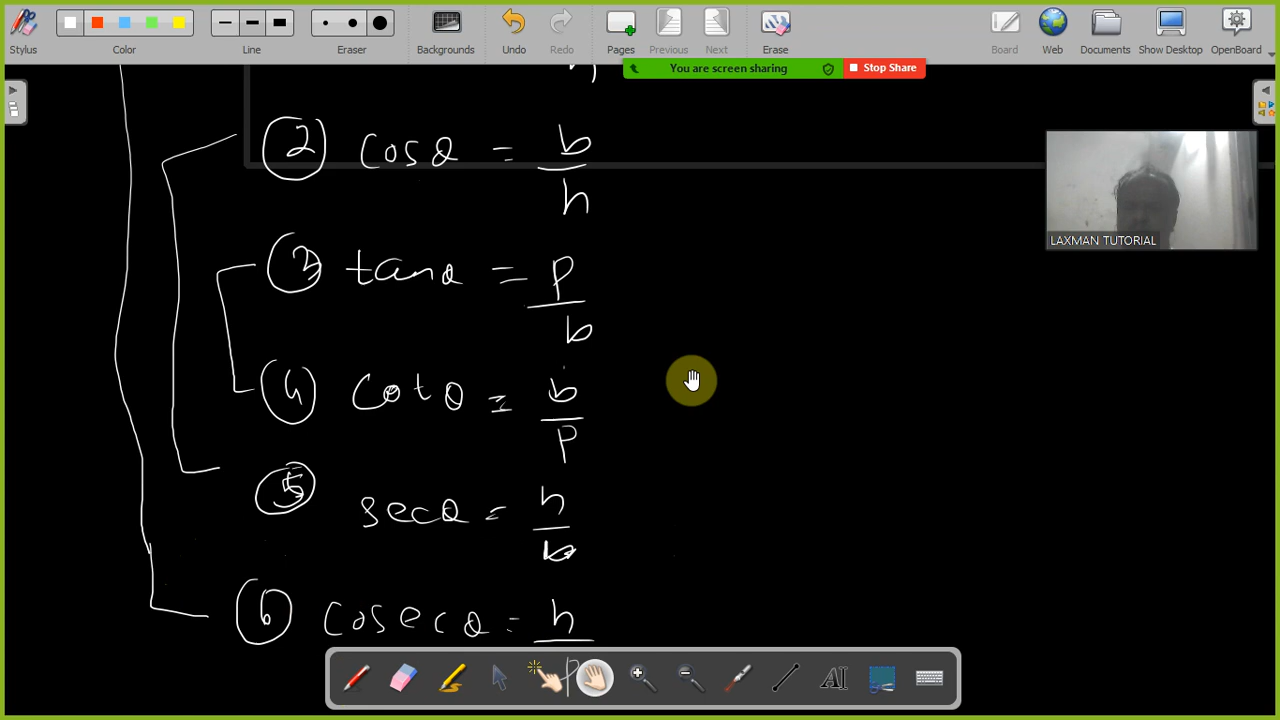 Stylus Color Line Eraser Backgrounds Undo Redo Pages Previous Next Erase Board Web Documents Show Desktop OpenBoard
You are screen sharing Stop Share
② cosθ = b/h
③ tanθ = p/b
④ cotθ = b/p
⑤ secθ = h/b
⑥ cosecθ = h/p
LAXMAN TUTORIAL